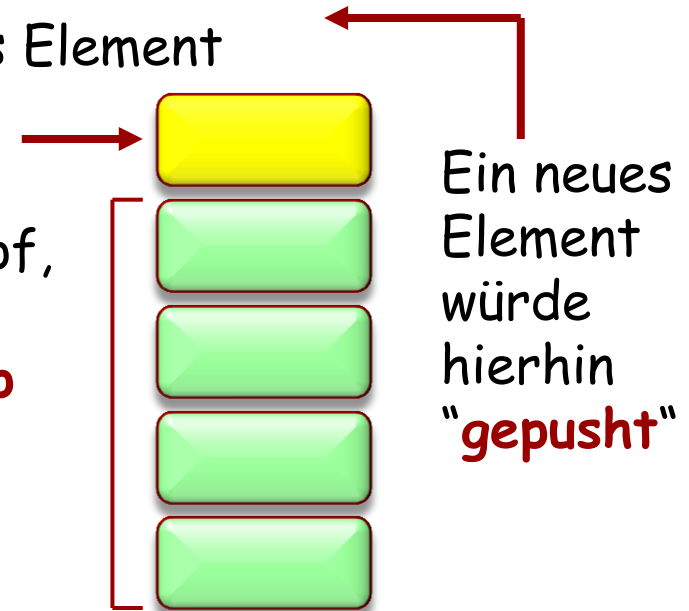 s Element
Ein neues
Element
würde
hierhin
“gepusht“